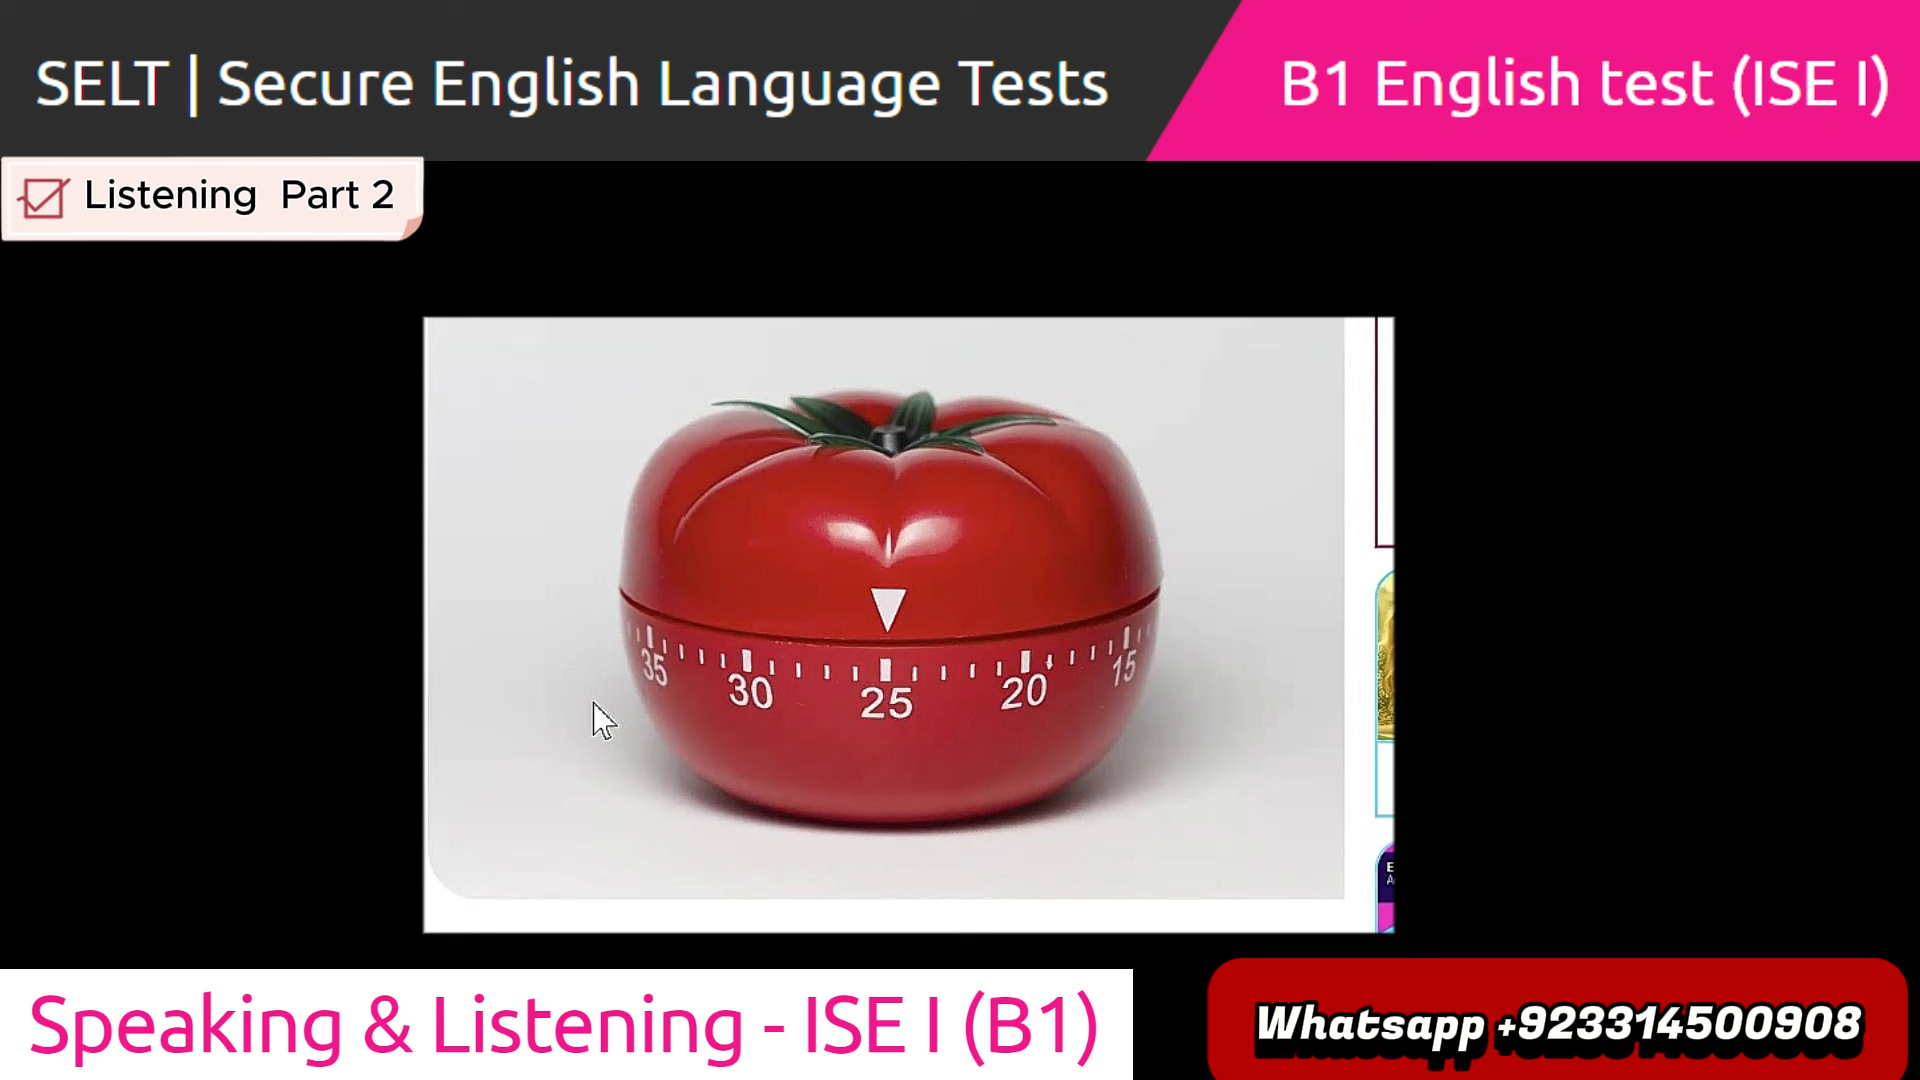 SELT | Secure English Language Tests
B1 English test (ISE I)
Listening Part 2
35 30 25 20 15
Speaking & Listening - ISE I (B1)
Whatsapp +923314500908